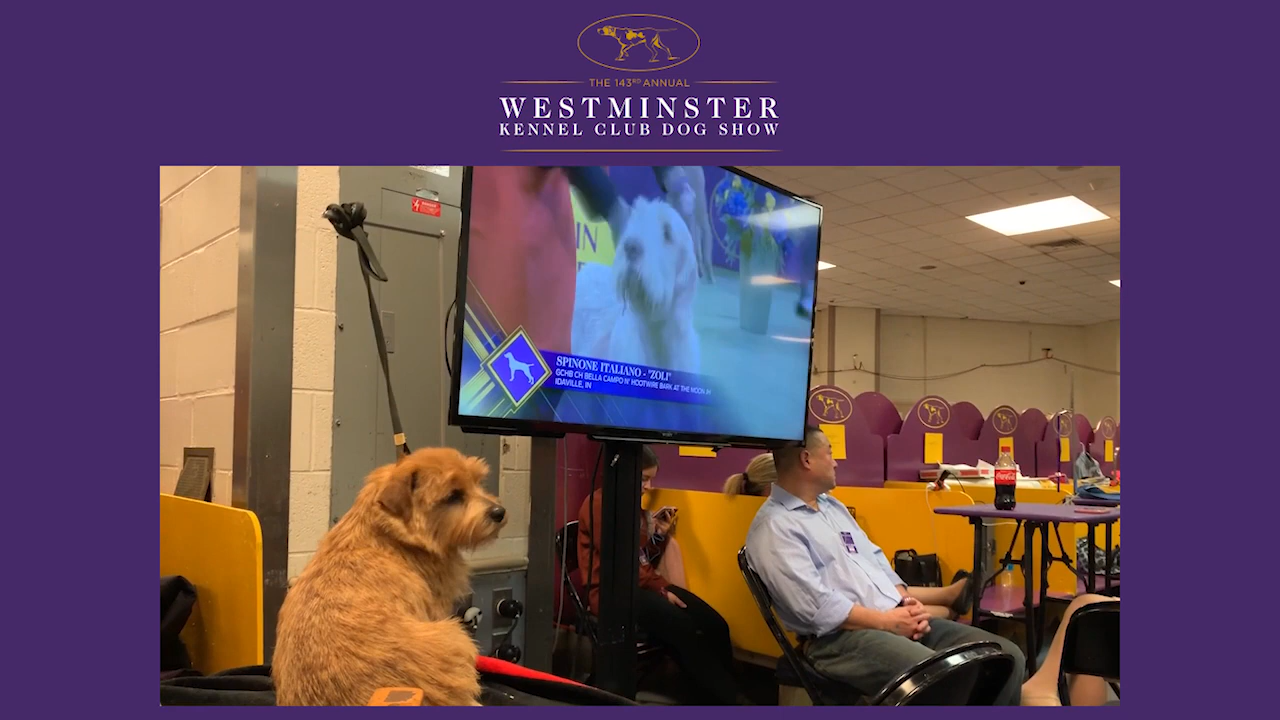 THE 143RD ANNUAL
WESTMINSTER
KENNEL CLUB DOG SHOW
IN
SPINONE ITALIANO - "ZOLI"
GCHB CH BELLA CAMPO N' HOOTWIRE BARK AT THE MOON JH
IDAVILLE, IN